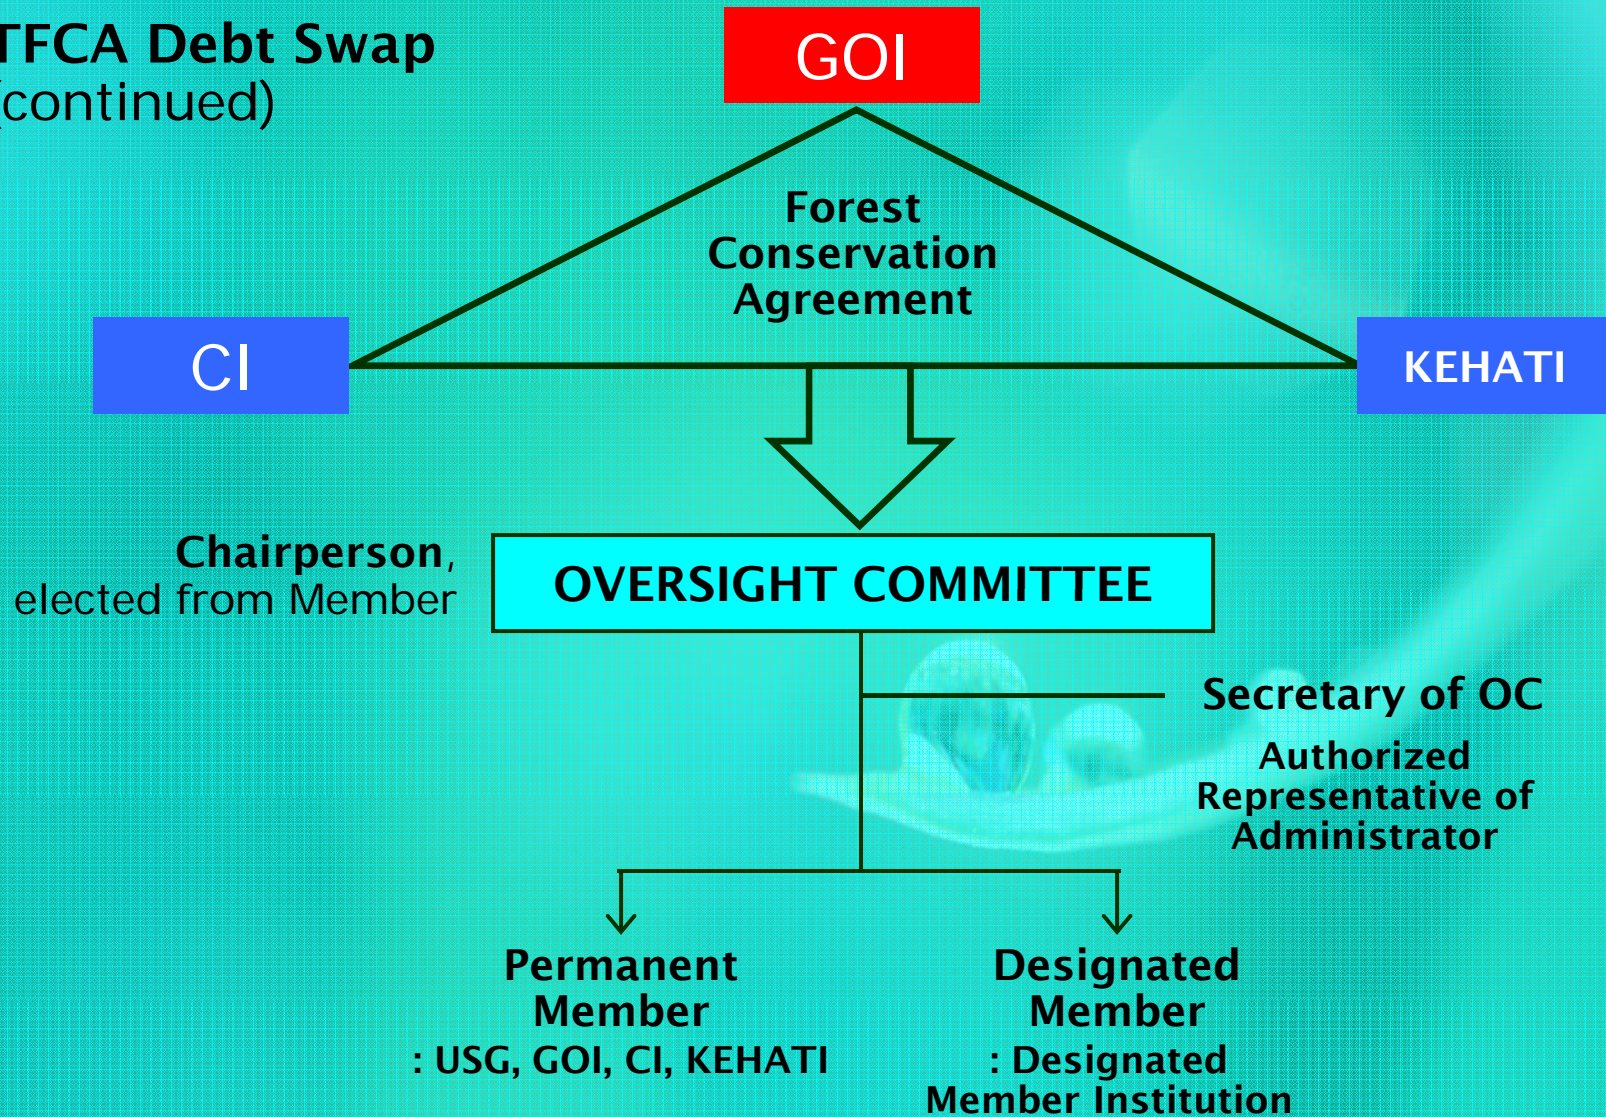 TFCA Debt Swap
(continued)
GOI
Forest
Conservation
Agreement
CI
KEHATI
Chairperson,
elected from Member
OVERSIGHT COMMITTEE
Secretary of OC
Authorized
Representative of
Administrator
Permanent
Member
: USG, GOI, CI, KEHATI
Designated
Member
: Designated
Member Institution